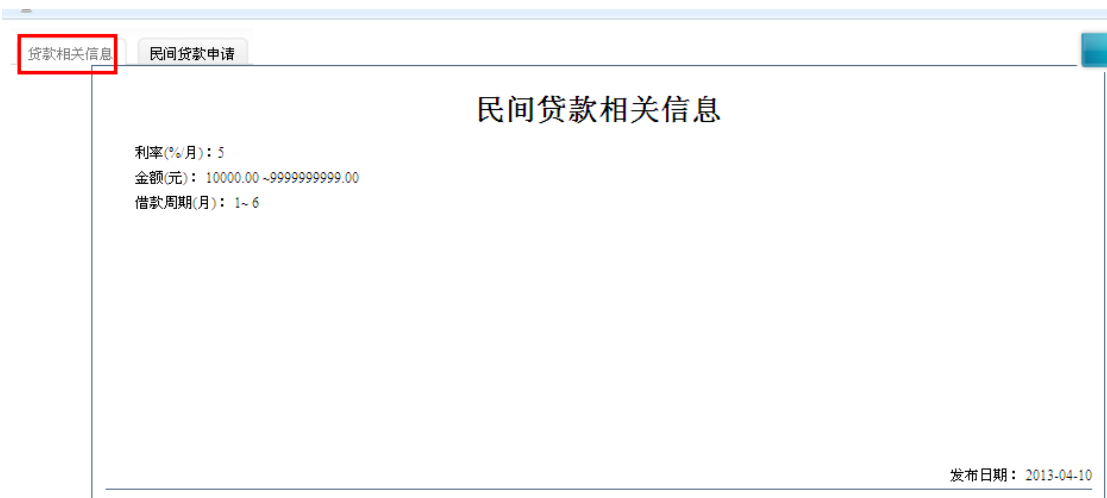 贷款相关信息 民间贷款申请
民间贷款相关信息
利率(%/月)：5
金额(元)： 10000.00 ~9999999999.00
借款周期(月)： 1~ 6
发布日期： 2013-04-10